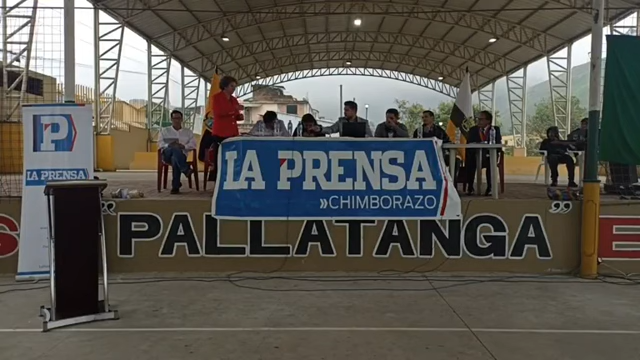 P
LA PRENSA
LA PRENSA
»CHIMBORAZO
S "PALLATANGA" E